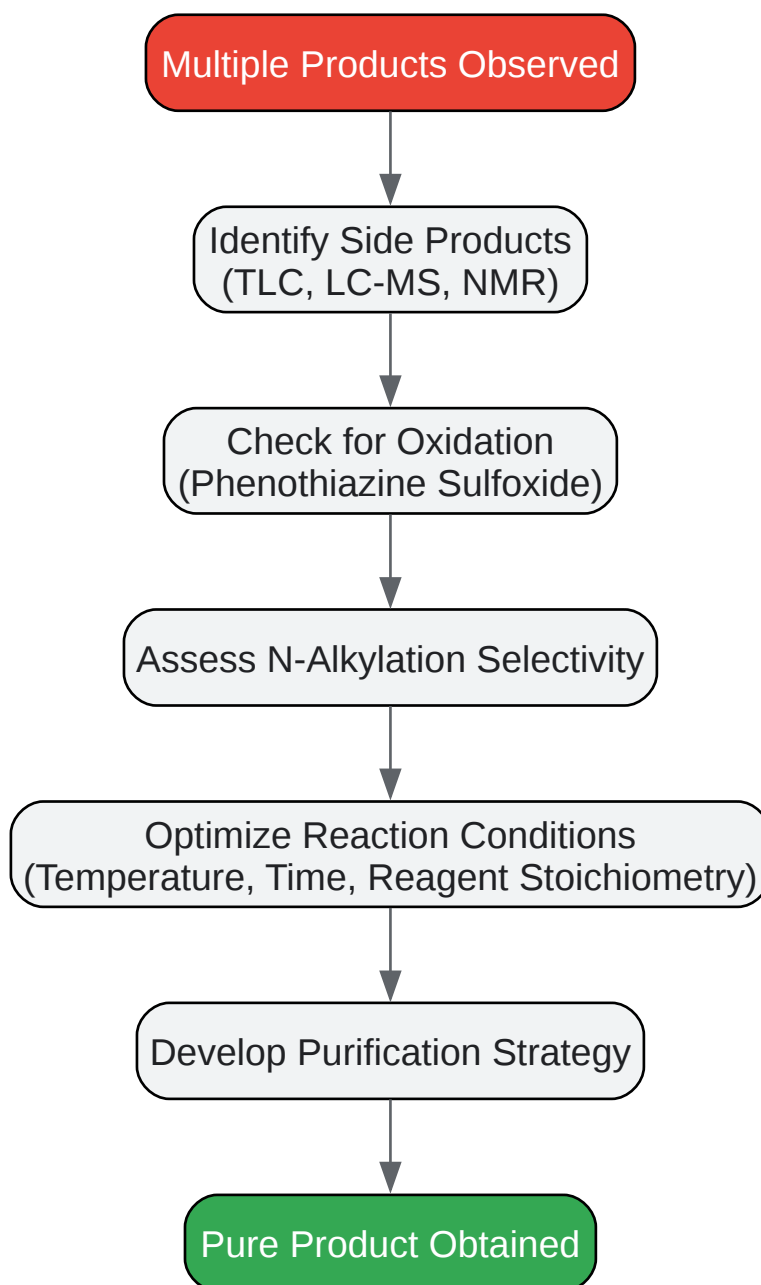 Multiple Products Observed
Identify Side Products
(TLC, LC-MS, NMR)
Check for Oxidation
(Phenothiazine Sulfoxide)
Assess N-Alkylation Selectivity
Optimize Reaction Conditions
(Temperature, Time, Reagent Stoichiometry)
Develop Purification Strategy
Pure Product Obtained